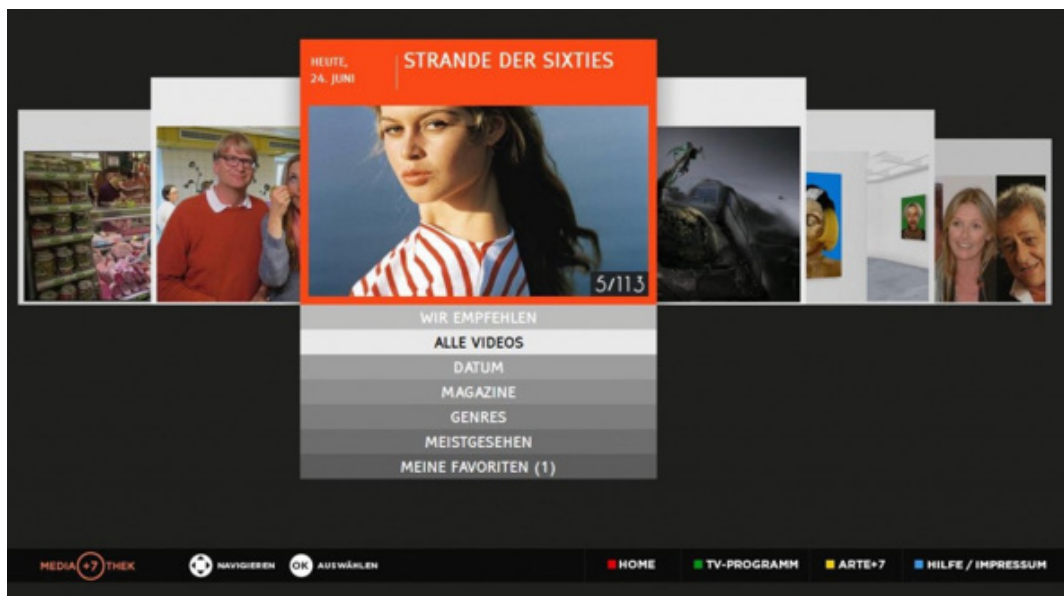 HEUTE,
24. JUNI
STRANDE DER SIXTIES
5/113
WIR EMPFEHLEN
ALLE VIDEOS
DATUM
MAGAZINE
GENRES
MEISTGESEHEN
MEINE FAVORITEN (1)
MEDIA +7 THEK
NAVIGIEREN
OK AUSWÄHLEN
HOME
TV-PROGRAMM
ARTE+7
HILFE / IMPRESSUM